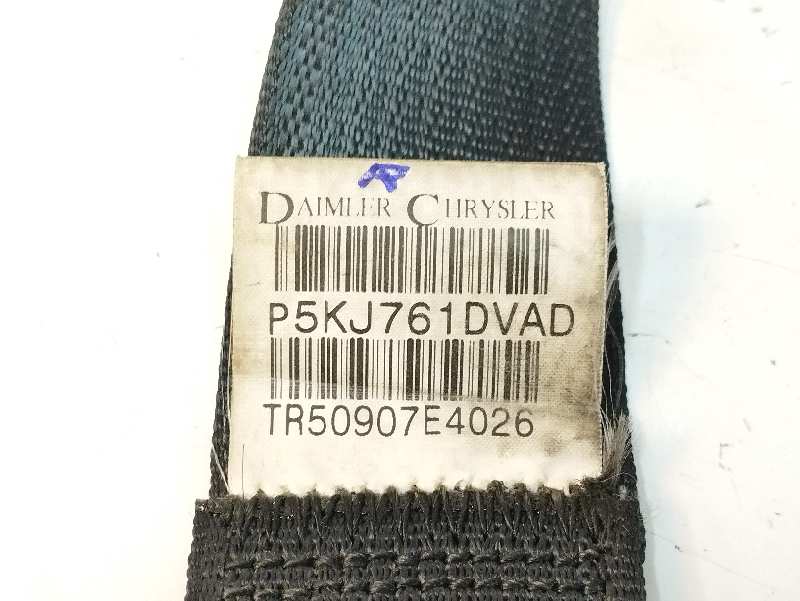 R
DAIMLER CHRYSLER
P5KJ761DVAD
TR50907E4026